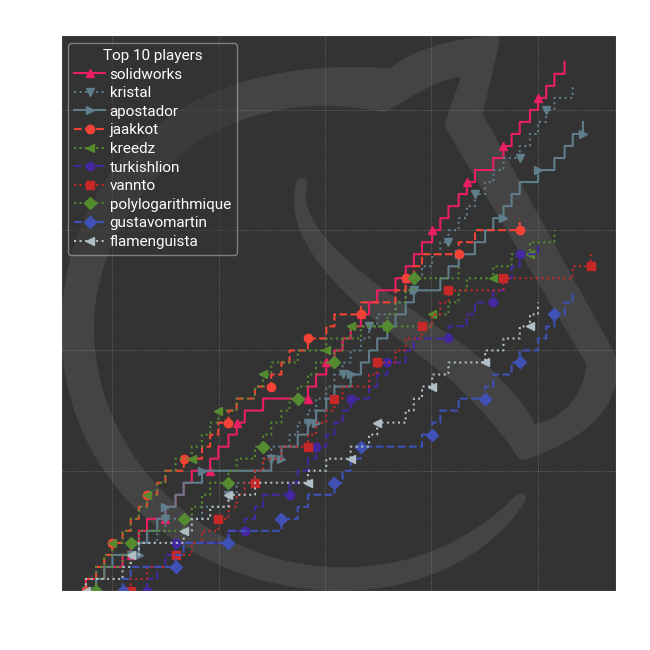 Top 10 players
solidworks
kristal
apostador
jaakkot
kreedz
turkishlion
vannto
polylogarithmique
gustavomartin
flamenguista